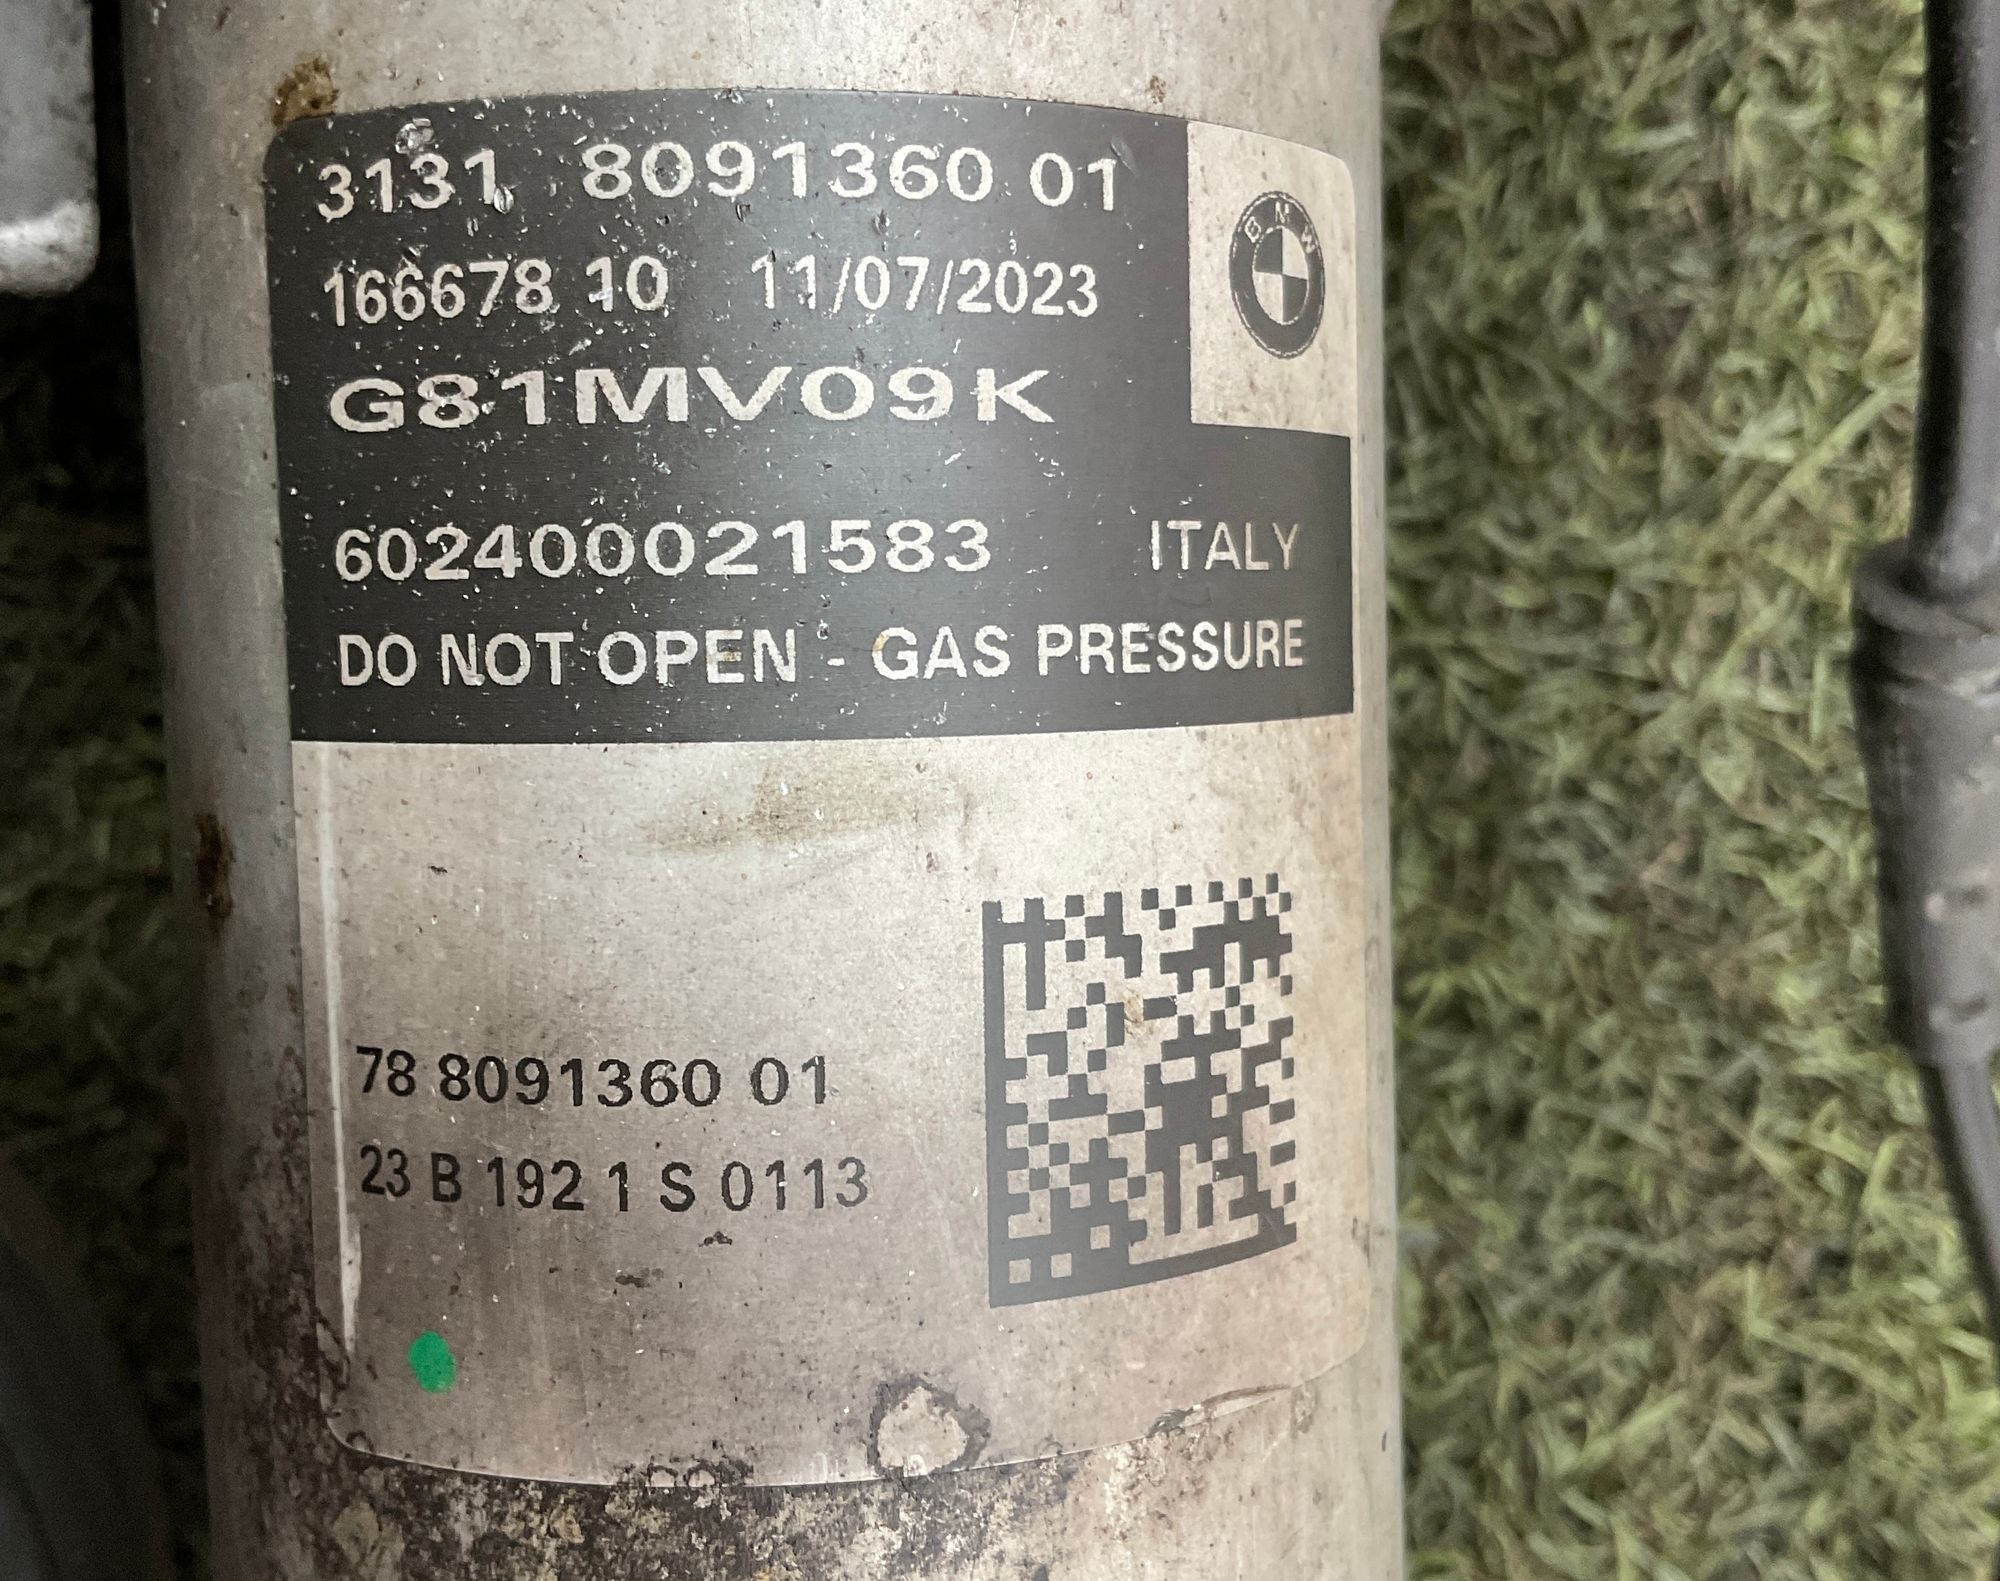 3131 8091360 01
BMW
166678 10 11/07/2023
G81MV09K
602400021583 ITALY
DO NOT OPEN - GAS PRESSURE
78 8091360 01
23 B 192 1 S 0113